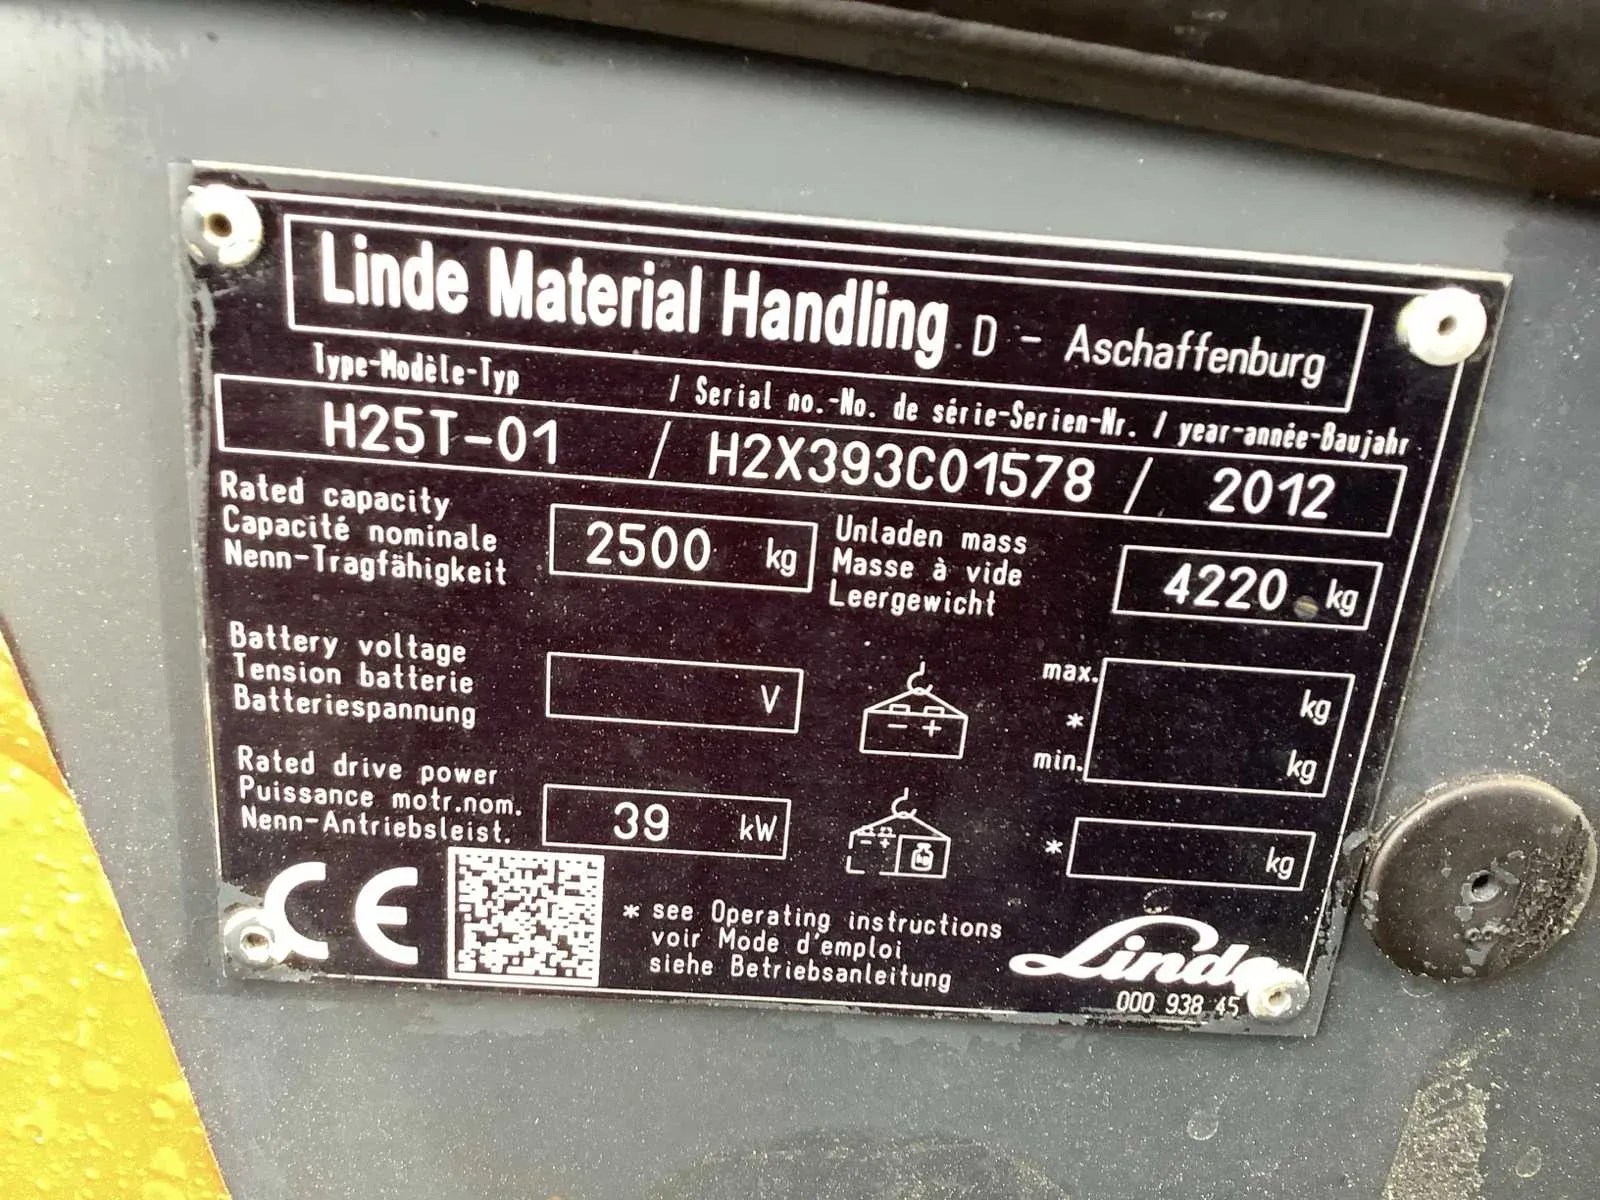 Linde Material Handling D - Aschaffenburg
Type-Modèle-Typ / Serial no.-No. de série-Serien-Nr. / year-année-Baujahr
H25T-01 / H2X393C01578 / 2012
Rated capacity
Capacité nominale
Nenn-Tragfähigkeit
2500 kg
Unladen mass
Masse à vide
Leergewicht
4220 kg
Battery voltage
Tension batterie
Batteriespannung
V
- +
max.
*
min.
kg
kg
Rated drive power
Puissance motr.nom.
Nenn-Antriebsleist.
39 kW
- +
kg
*
kg
CE
* see Operating instructions
voir Mode d'emploi
siehe Betriebsanleitung
Linde
000 938 45